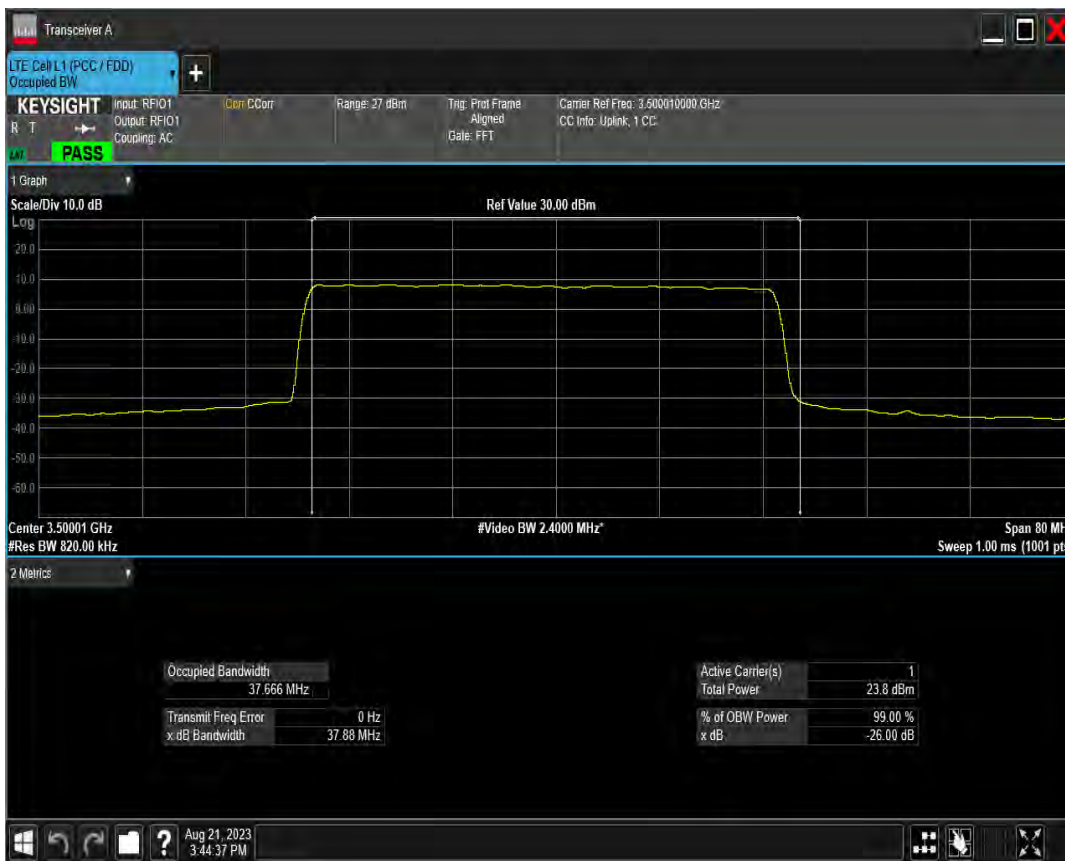 Transceiver A
LTE Cell L1 (PCC / FDD)
Occupied BW
+
KEYSIGHT
R T
PASS
Input: RFIO1
Output: RFIO1
Coupling: AC
Corr CCorr
Range: 27 dBm
Trig: Prot Frame
Aligned
Gate: FFT
Carrier Ref Freq: 3.500010000 GHz
CC Info: Uplink, 1 CC
1 Graph
Scale/Div 10.0 dB
Ref Value 30.00 dBm
Log
20.0
10.0
0.00
-10.0
-20.0
-30.0
-40.0
-50.0
-60.0
Center 3.50001 GHz
#Video BW 2.4000 MHz*
Span 80 MH
#Res BW 820.00 kHz
Sweep 1.00 ms (1001 pts
2 Metrics
Occupied Bandwidth
37.666 MHz
Transmit Freq Error 0 Hz
x dB Bandwidth 37.88 MHz
Active Carrier(s) 1
Total Power 23.8 dBm
% of OBW Power 99.00 %
x dB -26.00 dB
?
Aug 21, 2023
3:44:37 PM